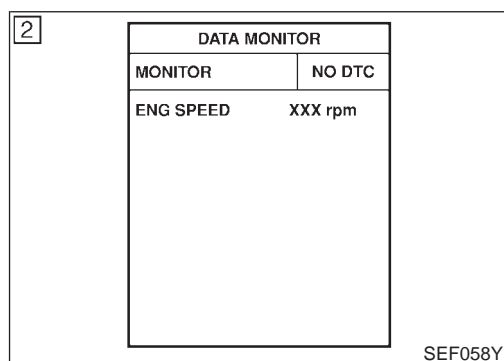 2
DATA MONITOR
MONITOR NO DTC
ENG SPEED XXX rpm
SEF058Y